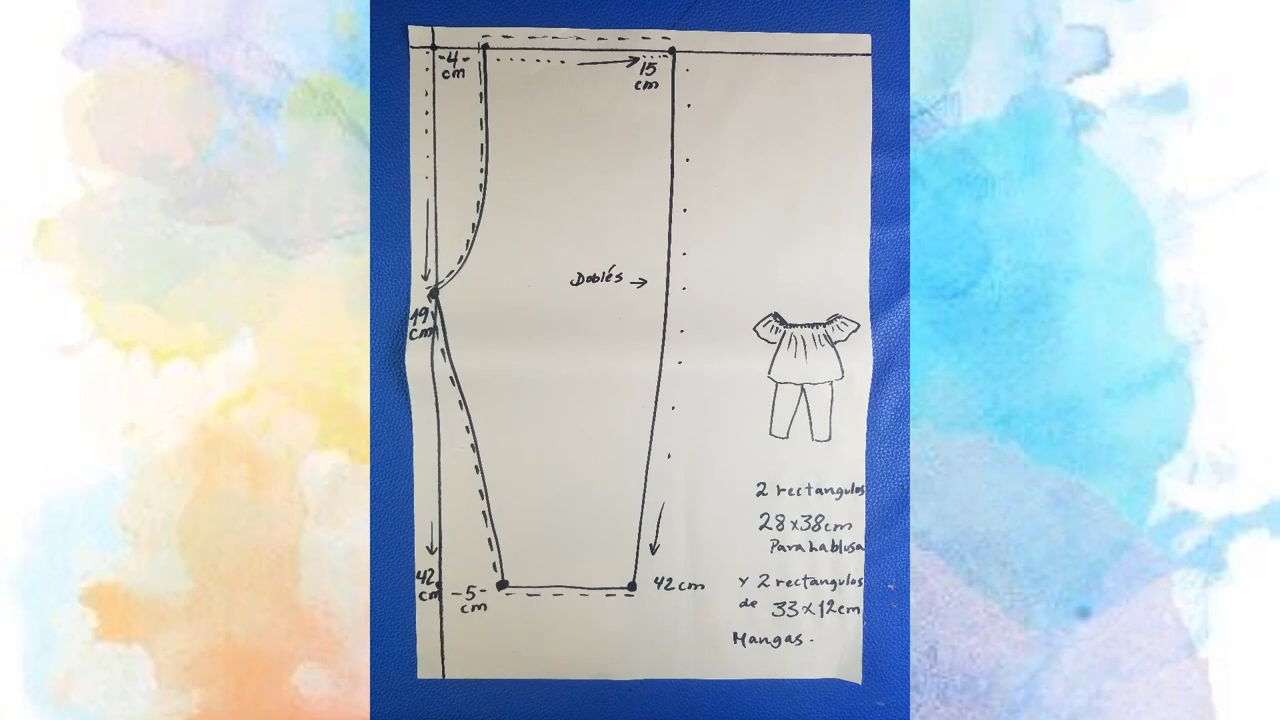 -4-
cm
15
cm
Doblés →
19
cm
42
cm
-5-
cm
42 cm
2 rectangulos
28x38cm
Para la blusa
y 2 rectangulos
de 33x12cm
Mangas.